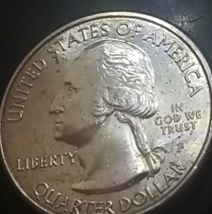 UNITED STATES OF AMERICA
LIBERTY
IN
GOD WE
TRUST
P
QUARTER DOLLAR